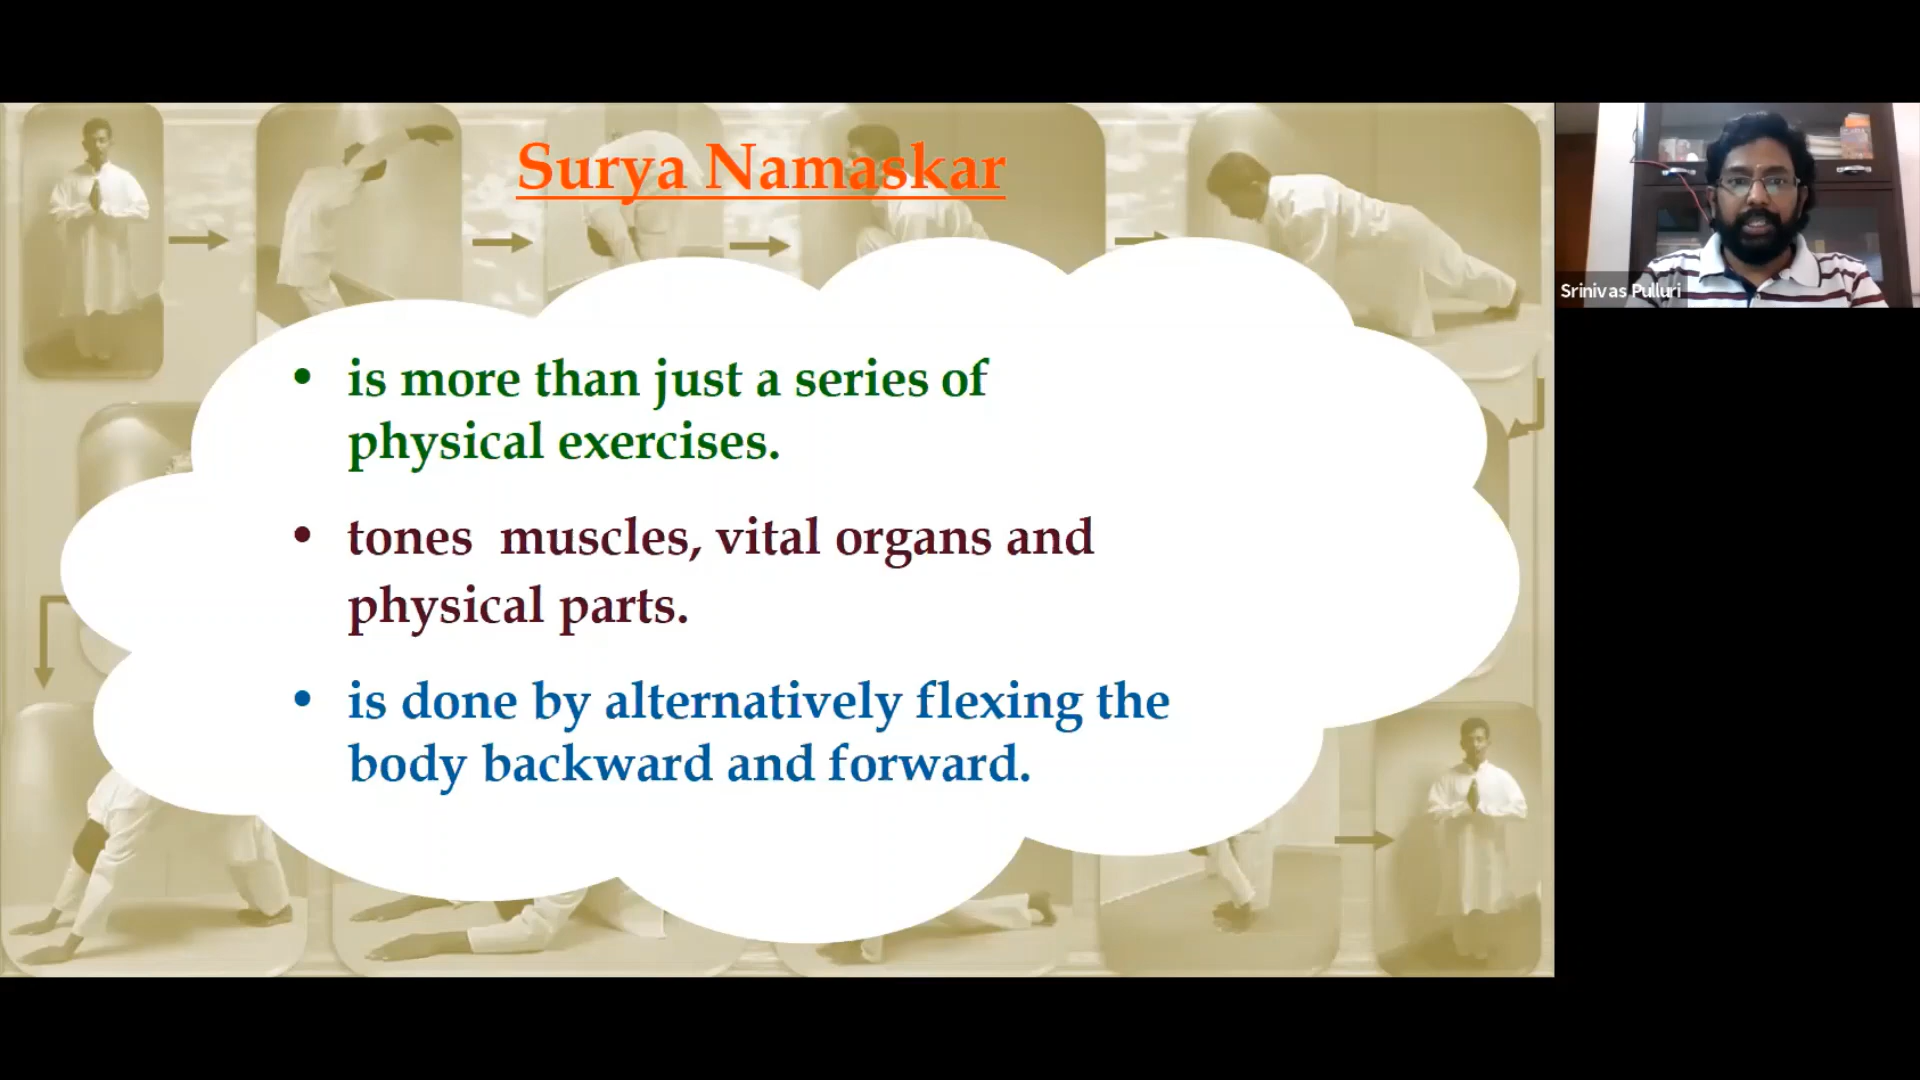 Surya Namaskar
• is more than just a series of
physical exercises.
• tones muscles, vital organs and
physical parts.
• is done by alternatively flexing the
body backward and forward.
Srinivas Pulluri